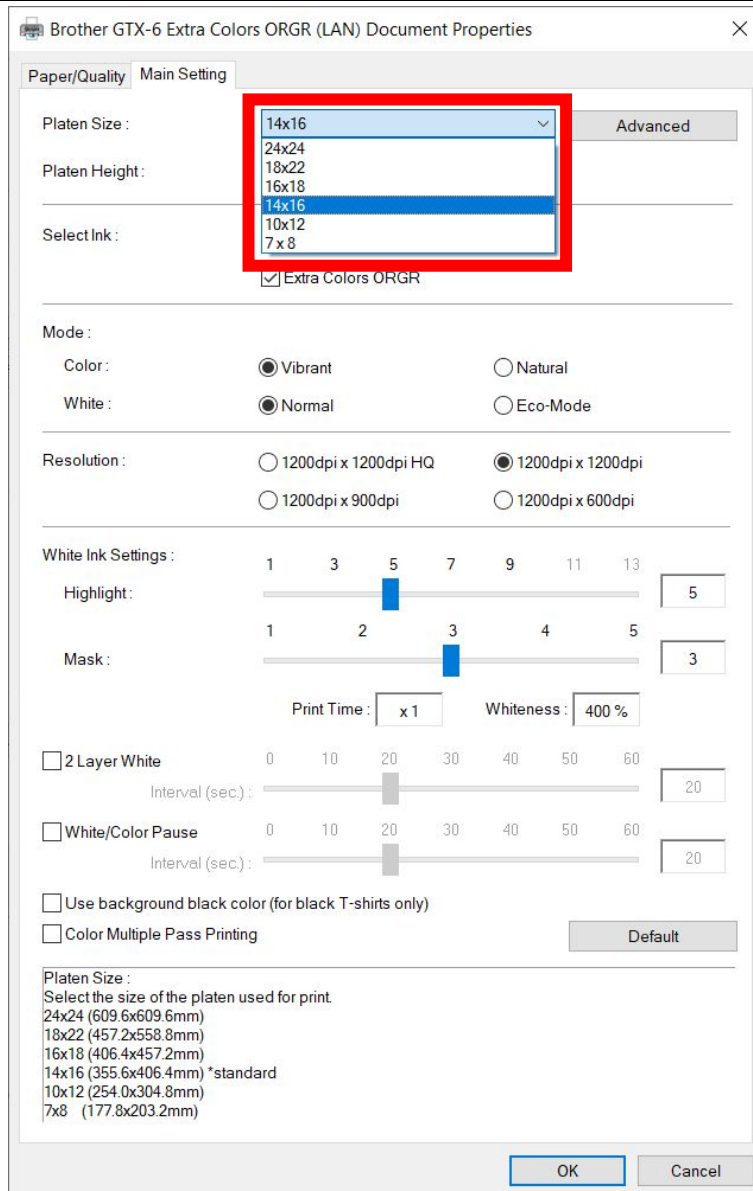 Brother GTX-6 Extra Colors ORGR (LAN) Document Properties
Paper/Quality Main Setting
Platen Size : 14x16 Advanced
24x24
18x22
Platen Height : 16x18
14x16
Select Ink : 10x12
7 x 8
Extra Colors ORGR
Mode :
Color : Vibrant Natural
White : Normal Eco-Mode
Resolution : 1200dpi x 1200dpi HQ 1200dpi x 1200dpi
1200dpi x 900dpi 1200dpi x 600dpi
White Ink Settings : 1 3 5 7 9 11 13
Highlight : 5
1 2 3 4 5
Mask : 3
Print Time : x 1 Whiteness : 400 %
2 Layer White 0 10 20 30 40 50 60
Interval (sec.) : 20
White/Color Pause 0 10 20 30 40 50 60
Interval (sec.) : 20
Use background black color (for black T-shirts only)
Color Multiple Pass Printing Default
Platen Size :
Select the size of the platen used for print.
24x24 (609.6x609.6mm)
18x22 (457.2x558.8mm)
16x18 (406.4x457.2mm)
14x16 (355.6x406.4mm) *standard
10x12 (254.0x304.8mm)
7x8 (177.8x203.2mm)
OK Cancel